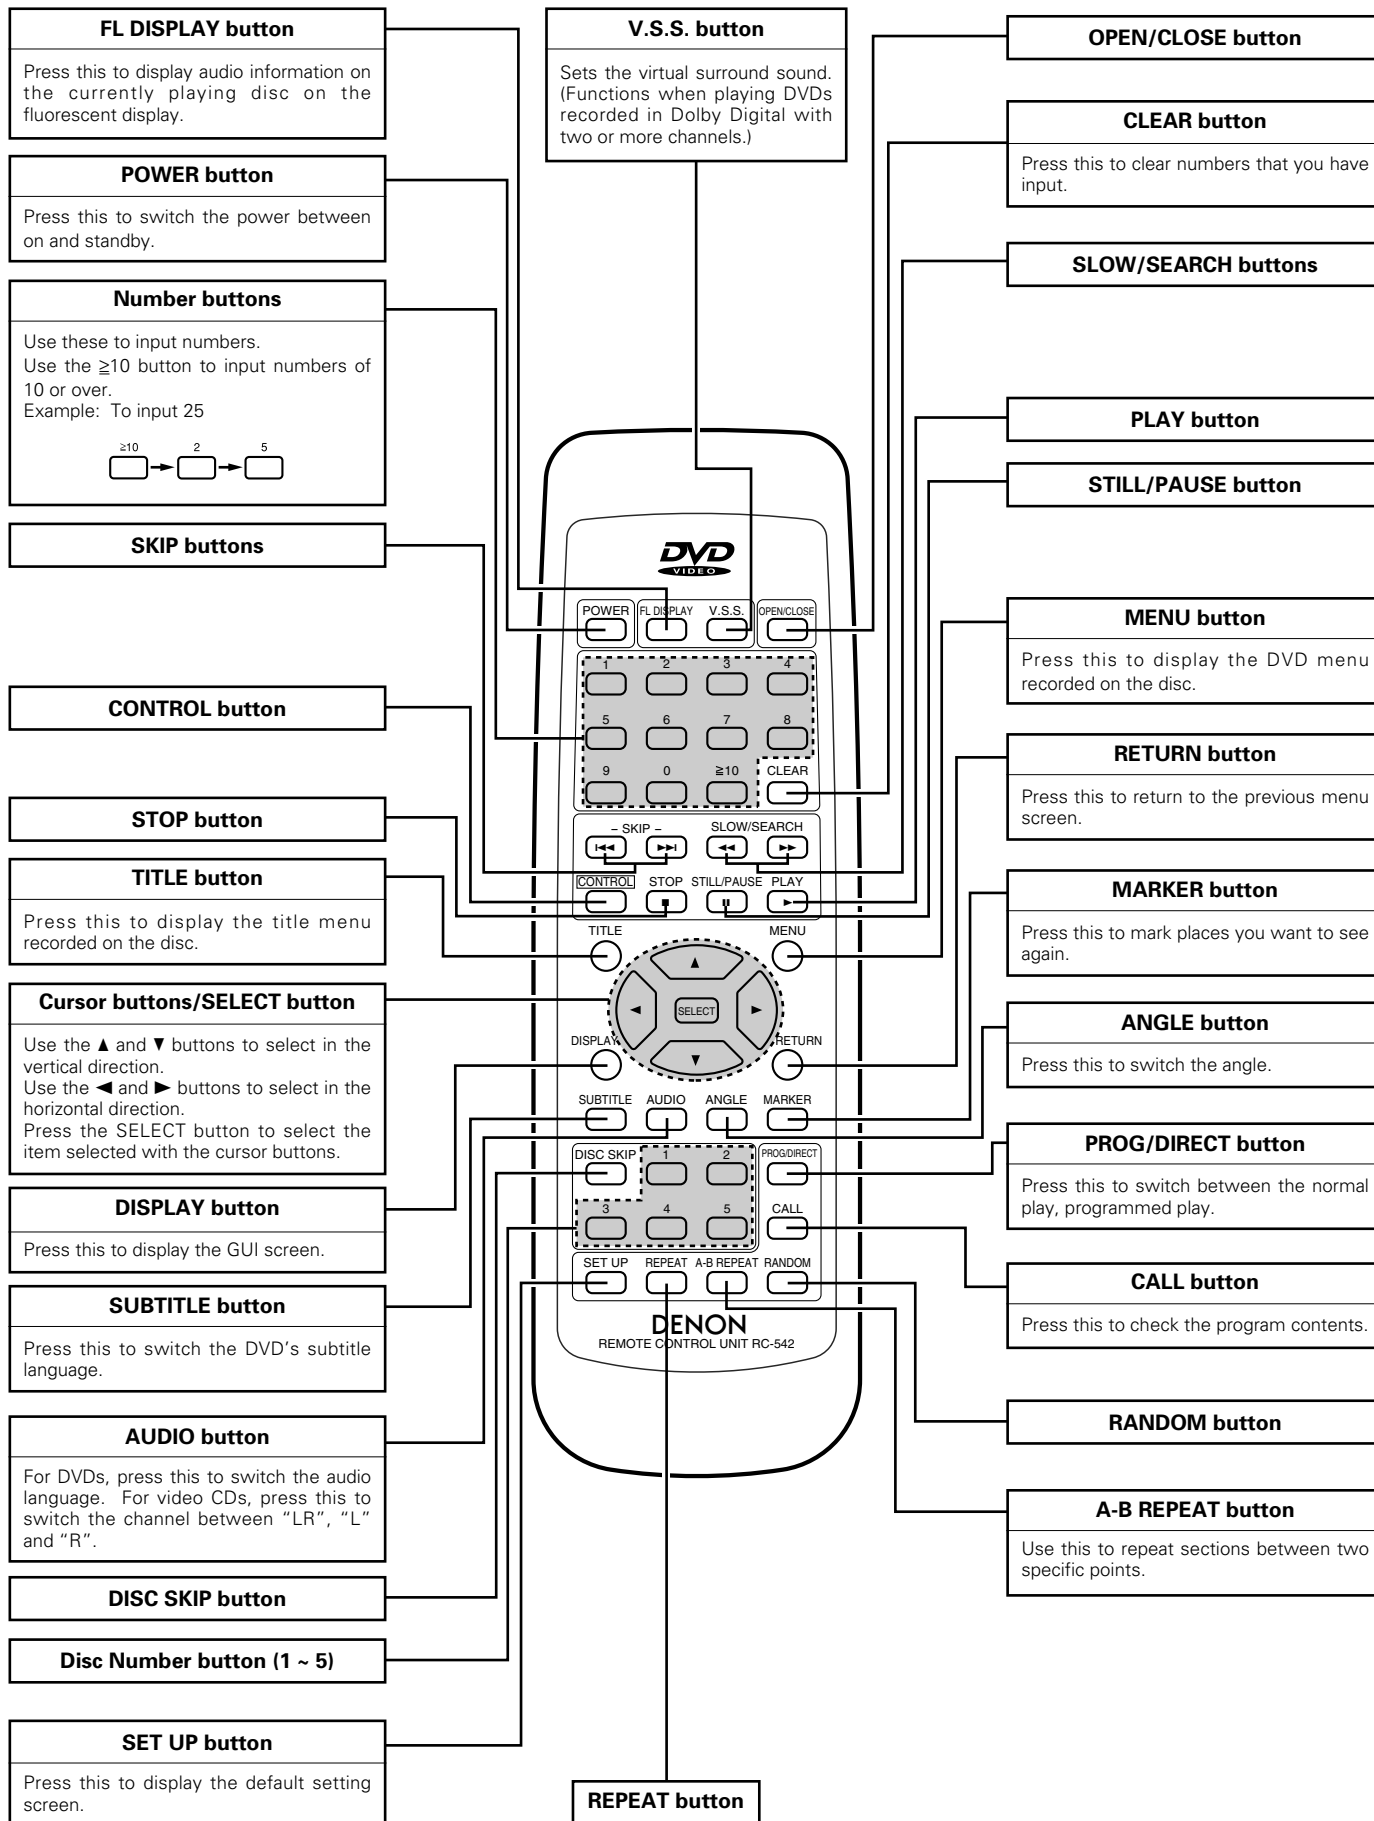 FL DISPLAY button
Press this to display audio information on
the currently playing disc on the
fluorescent display.
POWER button
Press this to switch the power between
on and standby.
Number buttons
Use these to input numbers.
Use the ≧10 button to input numbers of
10 or over.
Example: To input 25
≥10 2 5
SKIP buttons
CONTROL button
STOP button
TITLE button
Press this to display the title menu
recorded on the disc.
Cursor buttons/SELECT button
Use the ▲ and ▼ buttons to select in the
vertical direction.
Use the ◄ and ► buttons to select in the
horizontal direction.
Press the SELECT button to select the
item selected with the cursor buttons.
DISPLAY button
Press this to display the GUI screen.
SUBTITLE button
Press this to switch the DVD's subtitle
language.
AUDIO button
For DVDs, press this to switch the audio
language. For video CDs, press this to
switch the channel between “LR”, “L”
and “R”.
DISC SKIP button
Disc Number button (1 ~ 5)
SET UP button
Press this to display the default setting
screen.
V.S.S. button
Sets the virtual surround sound.
(Functions when playing DVDs
recorded in Dolby Digital with
two or more channels.)
DVD
VIDEO
POWER FL DISPLAY V.S.S. OPEN/CLOSE
1 2 3 4
5 6 7 8
9 0 ≧10 CLEAR
– SKIP – SLOW/SEARCH
CONTROL STOP STILL/PAUSE PLAY
TITLE MENU
SELECT
DISPLAY RETURN
SUBTITLE AUDIO ANGLE MARKER
DISC SKIP 1 2 PROG/DIRECT
3 4 5 CALL
SET UP REPEAT A-B REPEAT RANDOM
DENON
REMOTE CONTROL UNIT RC-542
REPEAT button
OPEN/CLOSE button
CLEAR button
Press this to clear numbers that you have
input.
SLOW/SEARCH buttons
PLAY button
STILL/PAUSE button
MENU button
Press this to display the DVD menu
recorded on the disc.
RETURN button
Press this to return to the previous menu
screen.
MARKER button
Press this to mark places you want to see
again.
ANGLE button
Press this to switch the angle.
PROG/DIRECT button
Press this to switch between the normal
play, programmed play.
CALL button
Press this to check the program contents.
RANDOM button
A-B REPEAT button
Use this to repeat sections between two
specific points.